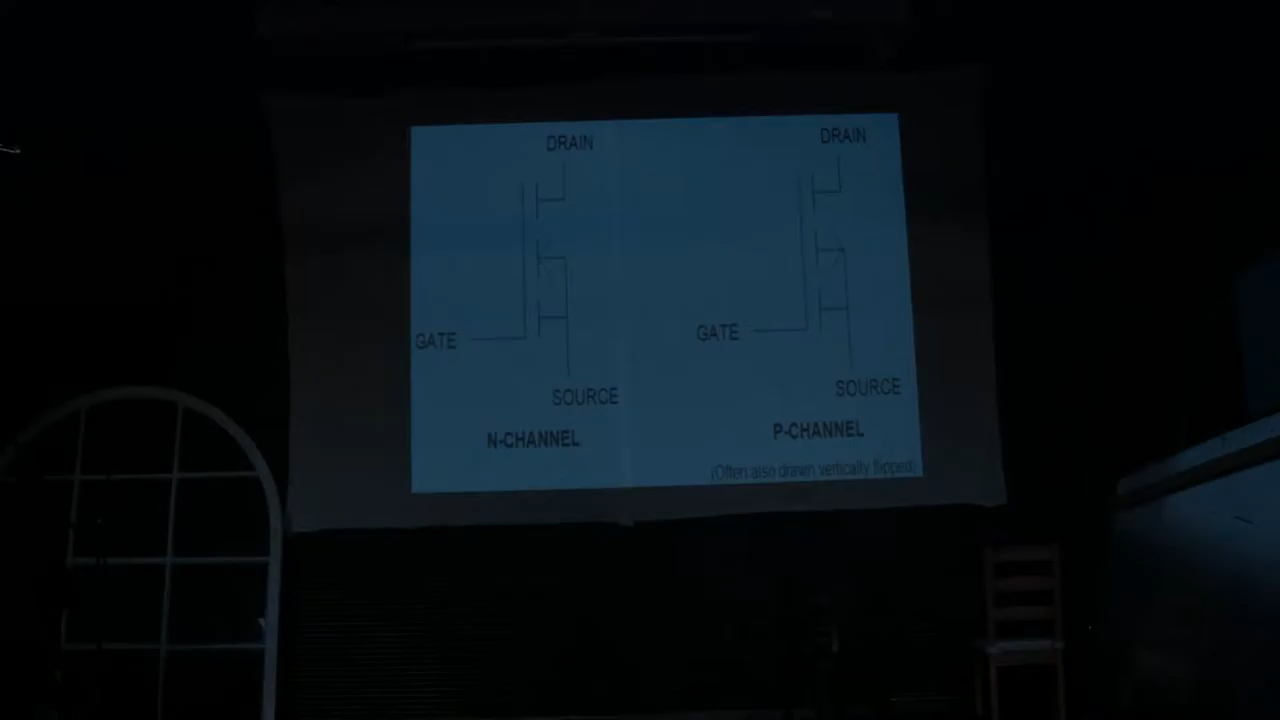 DRAIN
GATE
SOURCE
N-CHANNEL
DRAIN
GATE
SOURCE
P-CHANNEL
(Often also drawn vertically flipped)